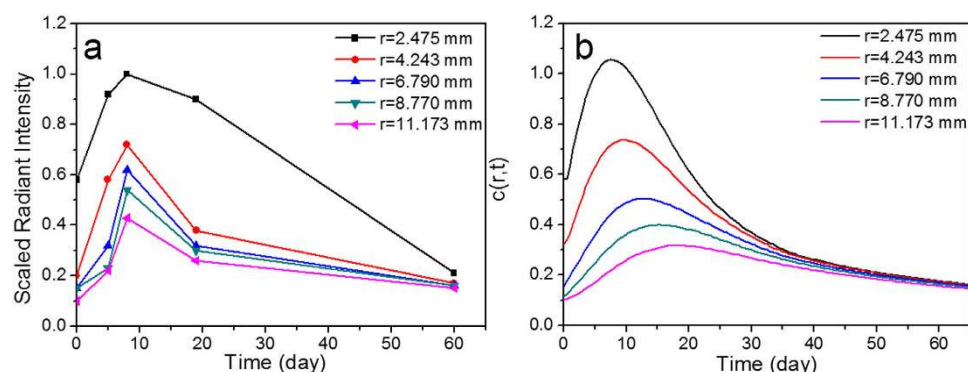 a
r=2.475 mm
r=4.243 mm
r=6.790 mm
r=8.770 mm
r=11.173 mm
Scaled Radiant Intensity
1.2
1.0
0.8
0.6
0.4
0.2
0.0
0 10 20 30 40 50 60
Time (day)
b
r=2.475 mm
r=4.243 mm
r=6.790 mm
r=8.770 mm
r=11.173 mm
c(r,t)
1.2
1.0
0.8
0.6
0.4
0.2
0.0
0 10 20 30 40 50 60
Time (day)